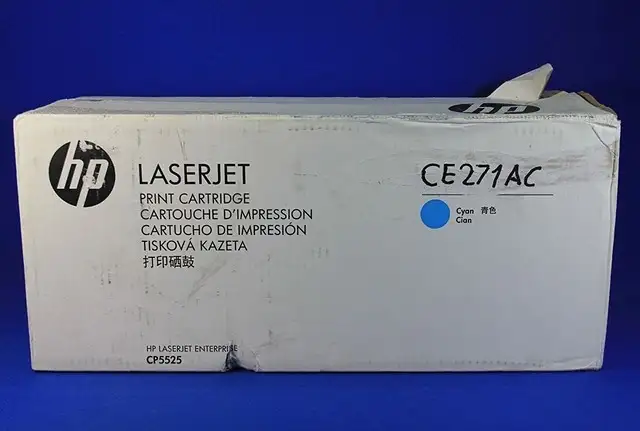 hp
hp
LASERJET
PRINT CARTRIDGE
CARTOUCHE D'IMPRESSION
CARTUCHO DE IMPRESIÓN
TISKOVÁ KAZETA
打印硒鼓
CE271AC
Cyan 青色
Cian
HP LASERJET ENTERPRISE
CP5525